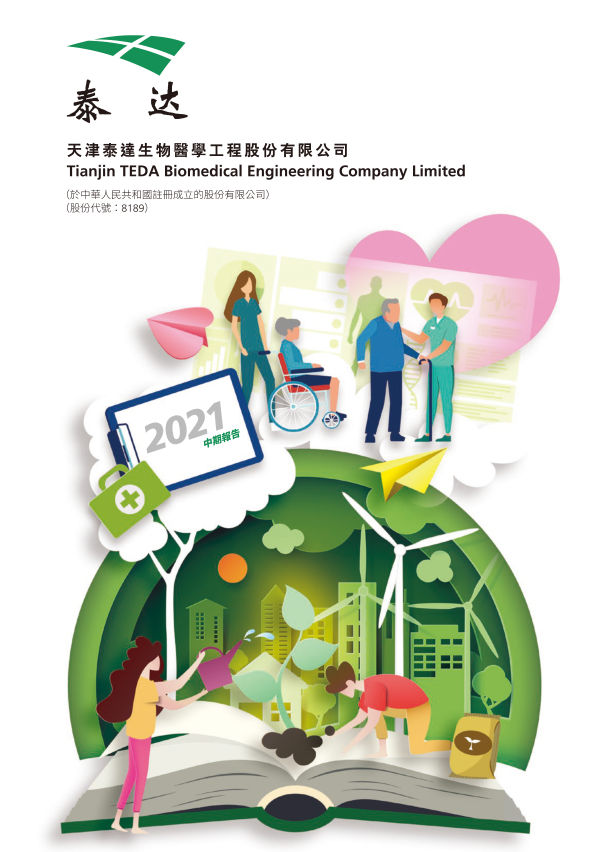 泰达
天津泰達生物醫學工程股份有限公司
Tianjin TEDA Biomedical Engineering Company Limited
(於中華人民共和國註冊成立的股份有限公司)
(股份代號：8189)
2021
中期報告